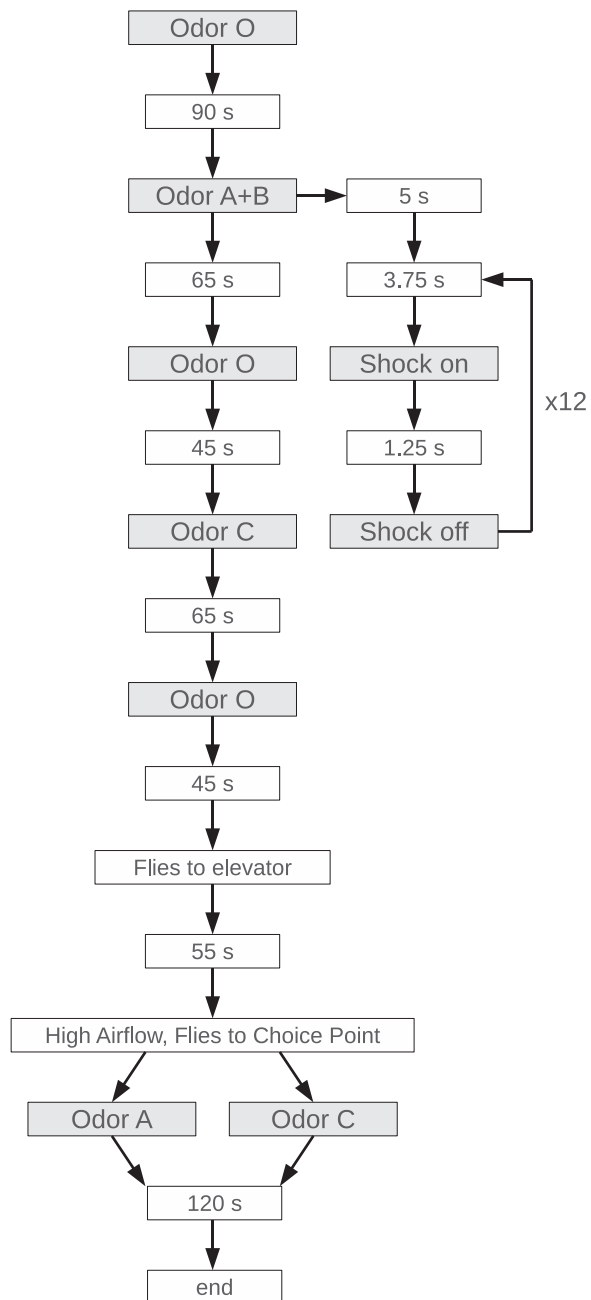 Odor O
90 s
Odor A+B
5 s
65 s
3.75 s
Odor O
Shock on
x12
45 s
1.25 s
Odor C
Shock off
65 s
Odor O
45 s
Flies to elevator
55 s
High Airflow, Flies to Choice Point
Odor A
Odor C
120 s
end